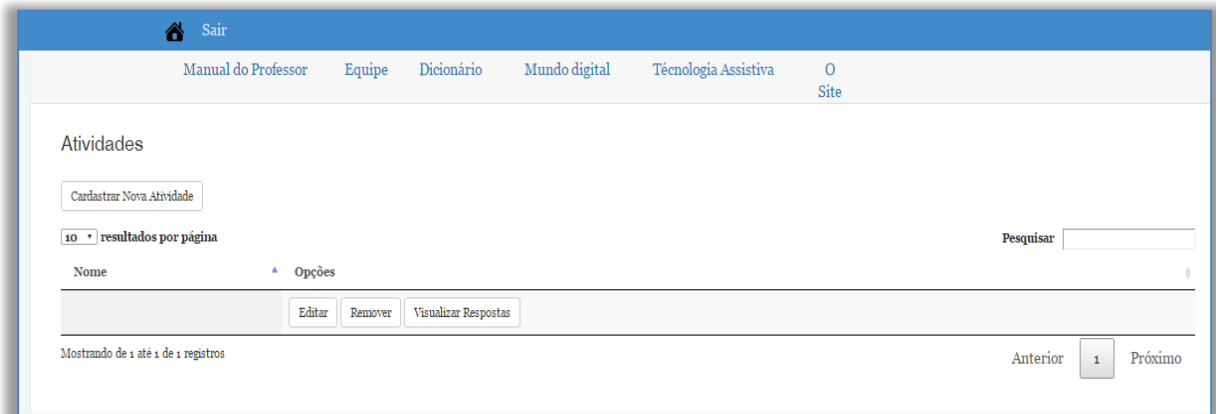 Sair
Manual do Professor Equipe Dicionário Mundo digital Técnologia Assistiva O
Site
Atividades
Cardastrar Nova Atividade
10 resultados por página Pesquisar
Nome Opções
Editar Remover Visualizar Respostas
Mostrando de 1 até 1 de 1 registros Anterior 1 Próximo